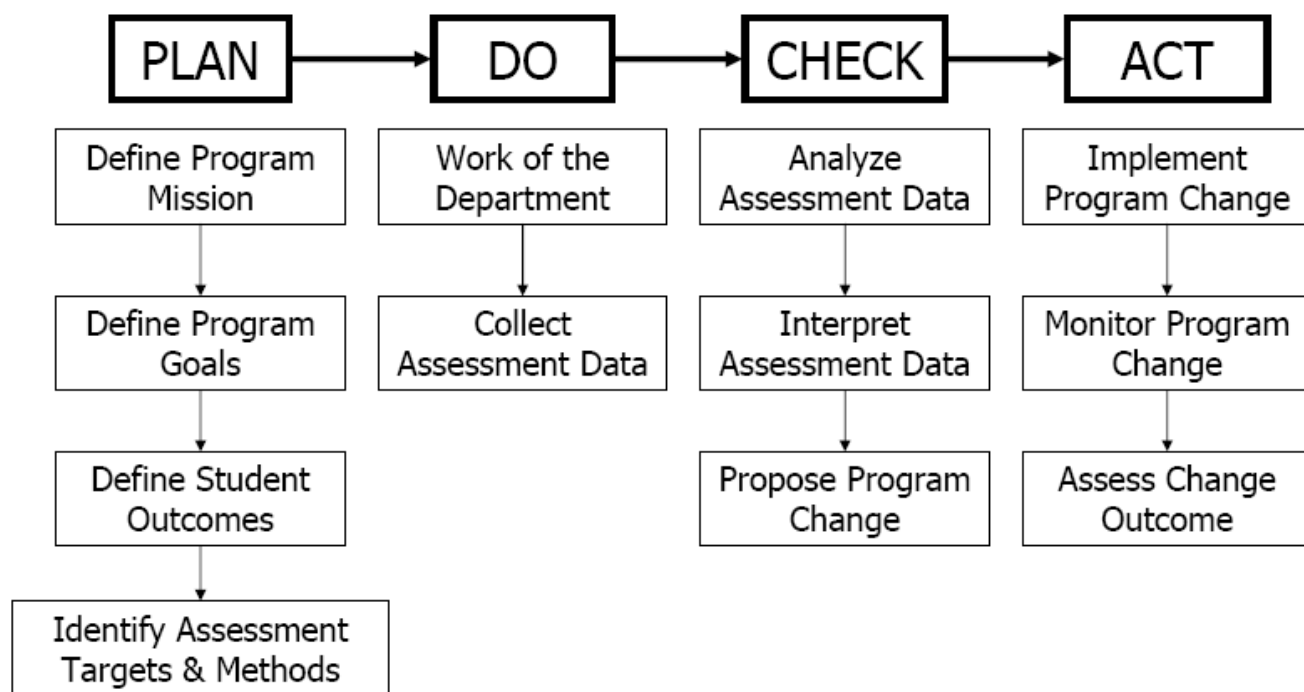 PLAN
DO
CHECK
ACT
Define Program
Mission
Define Program
Goals
Define Student
Outcomes
Identify Assessment
Targets & Methods
Work of the
Department
Collect
Assessment Data
Analyze
Assessment Data
Interpret
Assessment Data
Propose Program
Change
Implement
Program Change
Monitor Program
Change
Assess Change
Outcome